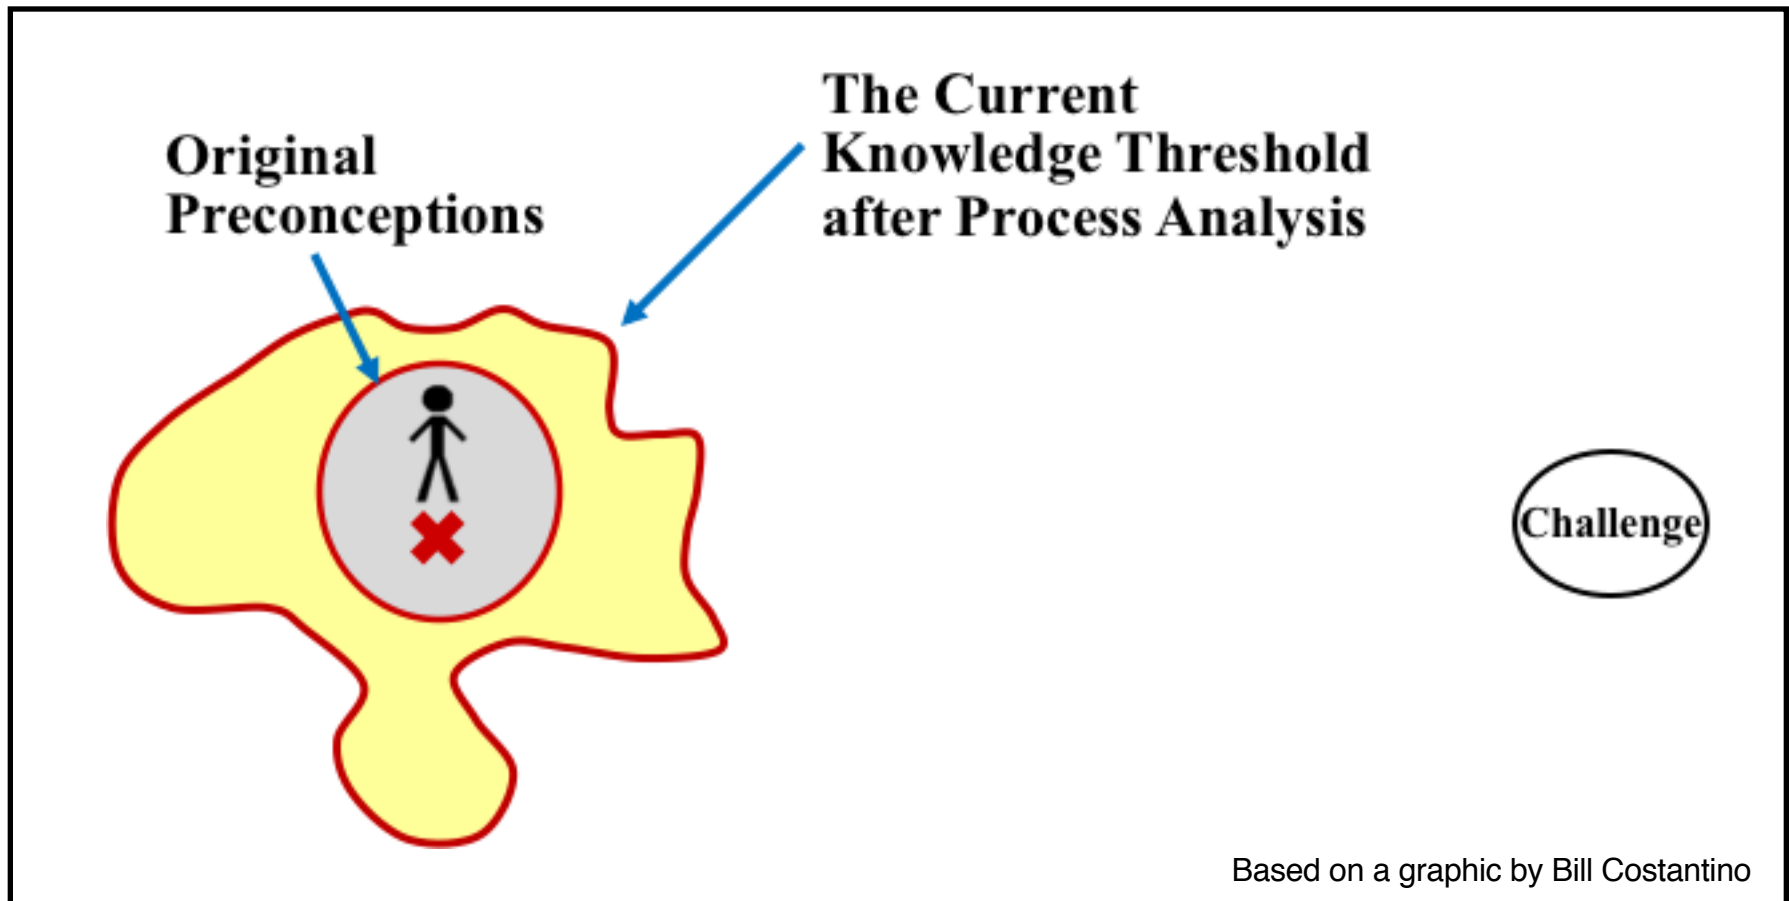 Original
Preconceptions
The Current
Knowledge Threshold
after Process Analysis
Challenge
Based on a graphic by Bill Costantino